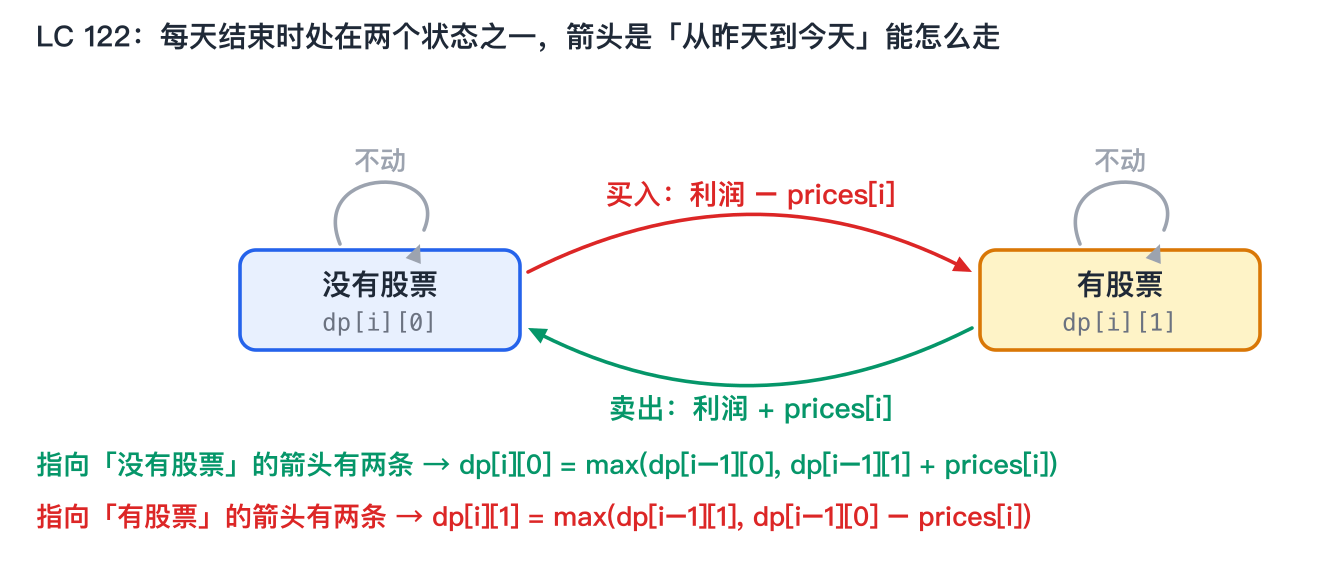 LC 122：每天结束时处在两个状态之一，箭头是「从昨天到今天」能怎么走
不动
不动
买入：利润 − prices[i]
没有股票
dp[i][0]
有股票
dp[i][1]
卖出：利润 + prices[i]
指向「没有股票」的箭头有两条 → dp[i][0] = max(dp[i−1][0], dp[i−1][1] + prices[i])
指向「有股票」的箭头有两条 → dp[i][1] = max(dp[i−1][1], dp[i−1][0] − prices[i])